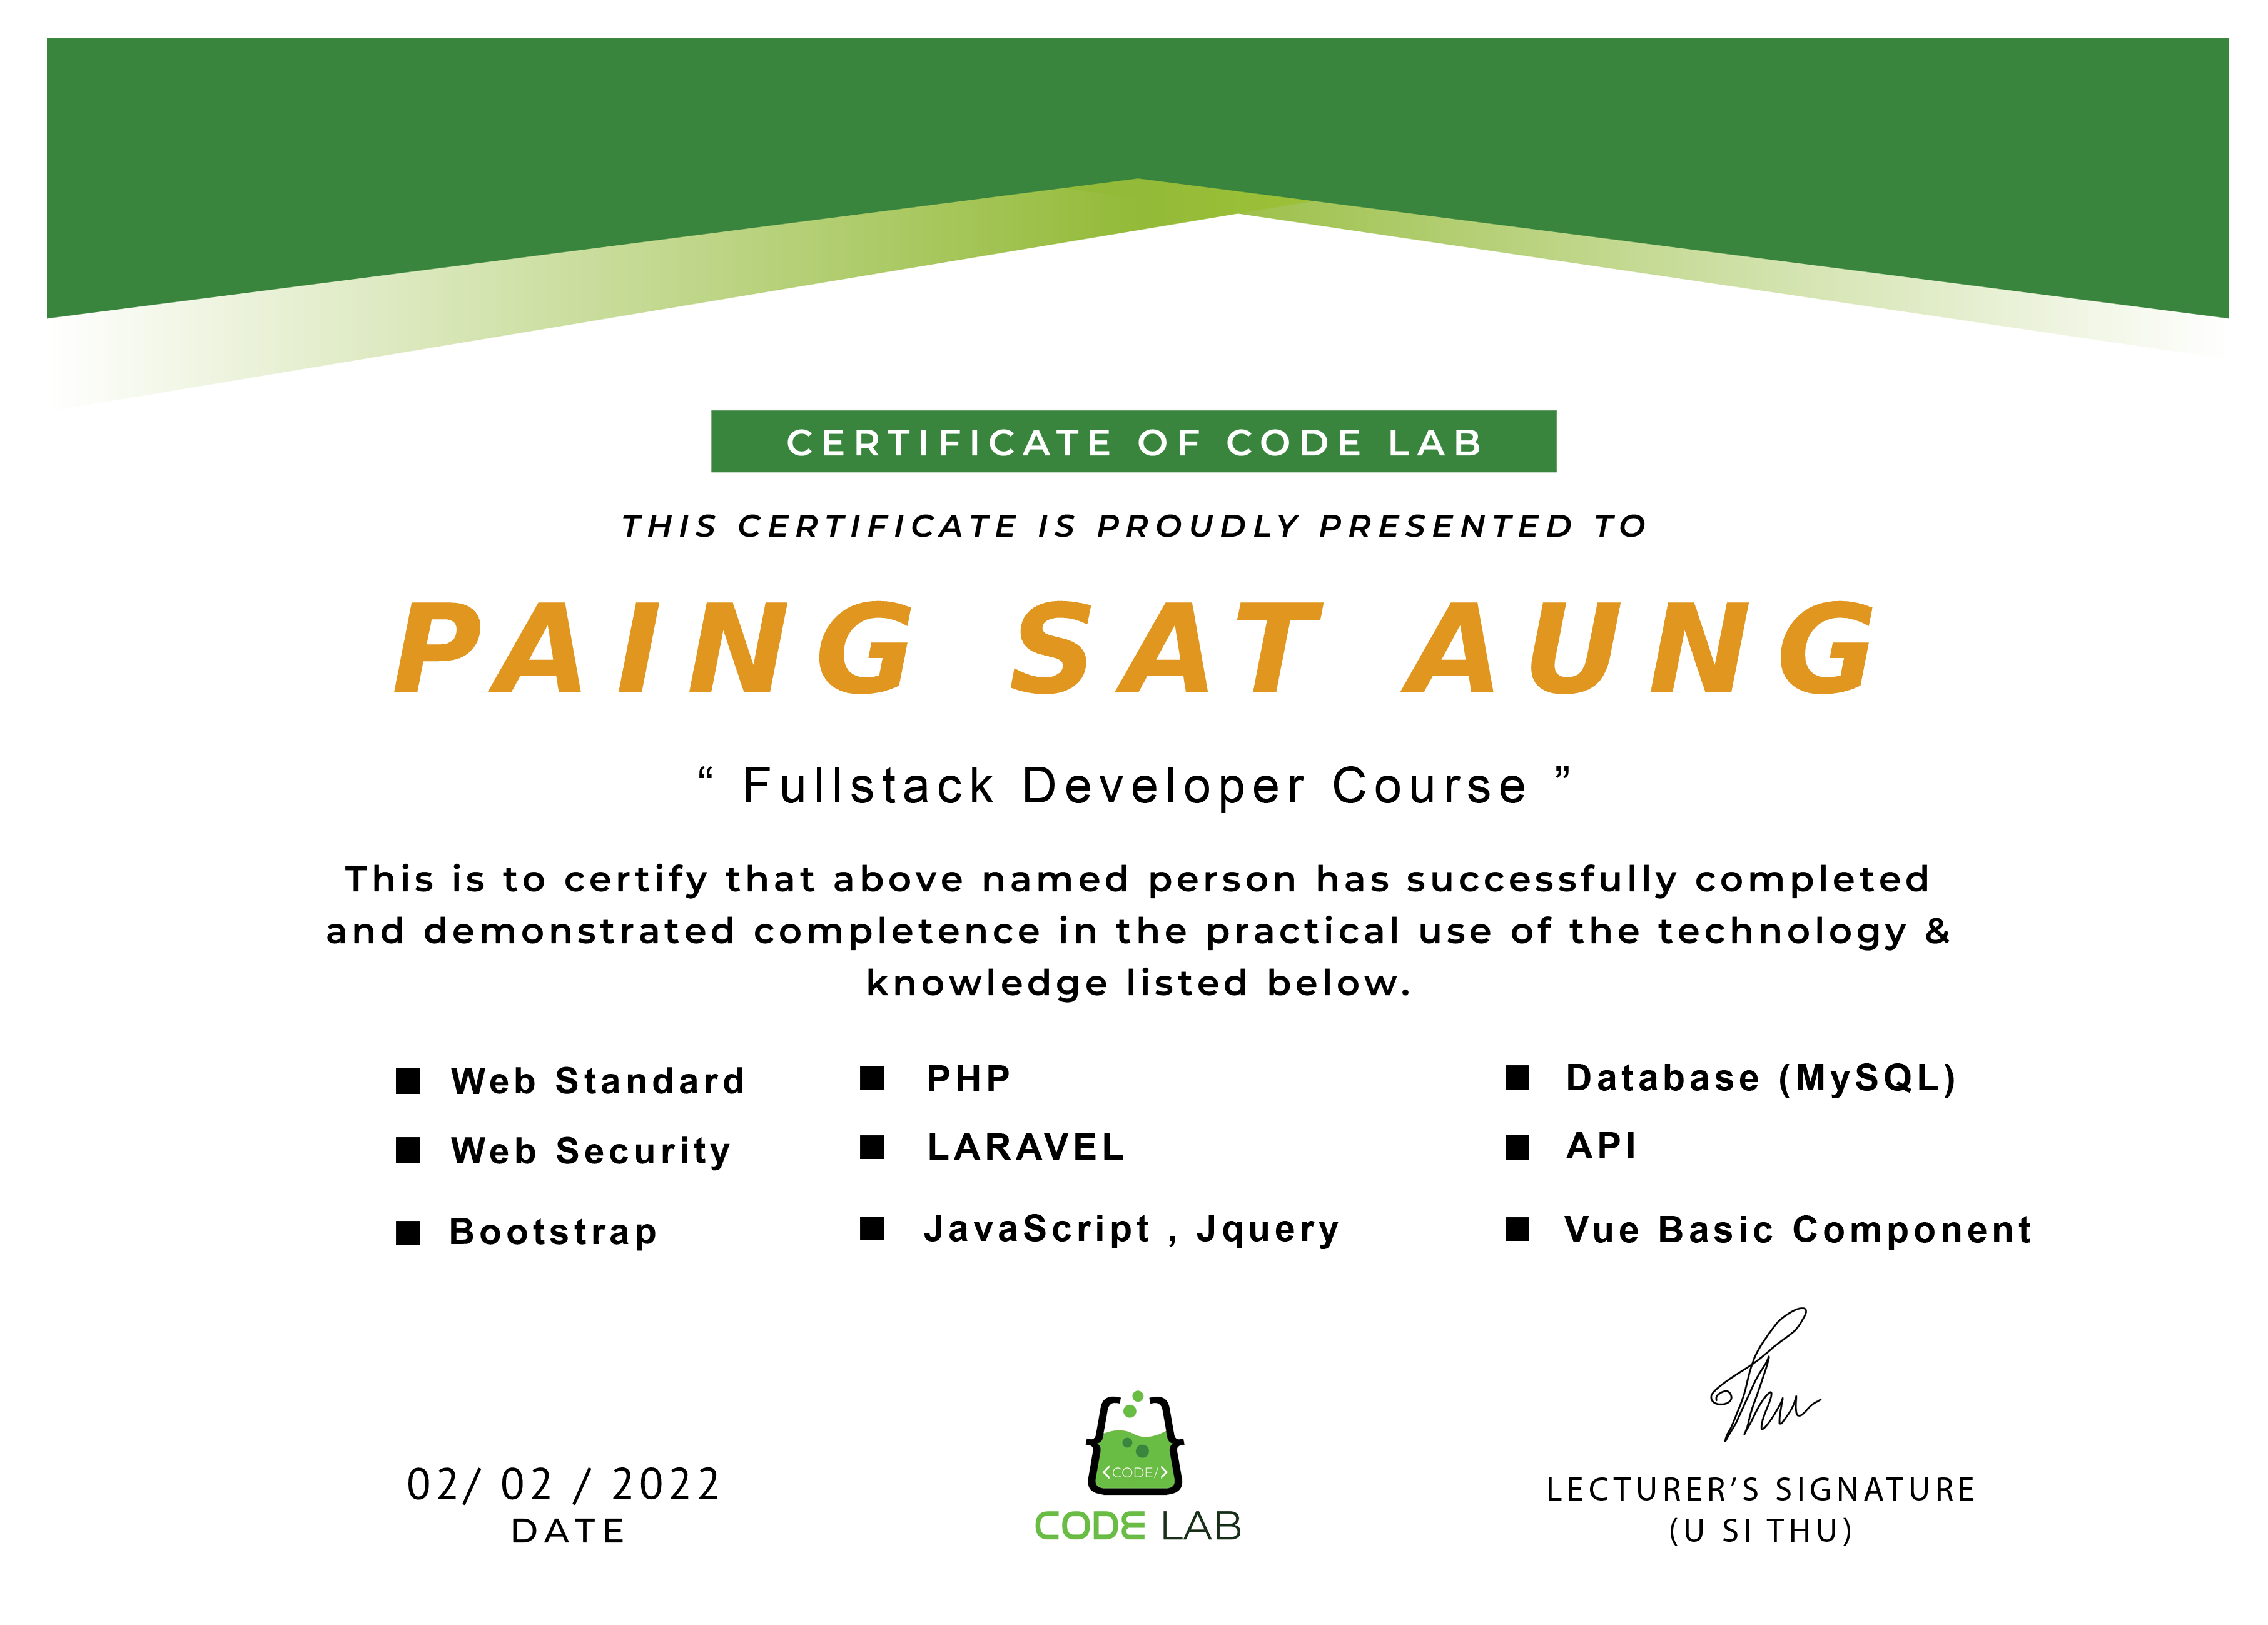 CERTIFICATE OF CODE LAB
THIS CERTIFICATE IS PROUDLY PRESENTED TO
PAING SAT AUNG
“ Fullstack Developer Course ”
This is to certify that above named person has successfully completed
and demonstrated completence in the practical use of the technology &
knowledge listed below.
■ Web Standard
■ Web Security
■ Bootstrap
■ PHP
■ LARAVEL
■ JavaScript , Jquery
■ Database (MySQL)
■ API
■ Vue Basic Component
02/ 02 / 2022
DATE
<CODE/>
CODE LAB
Thu
LECTURER’S SIGNATURE
(U SI THU)